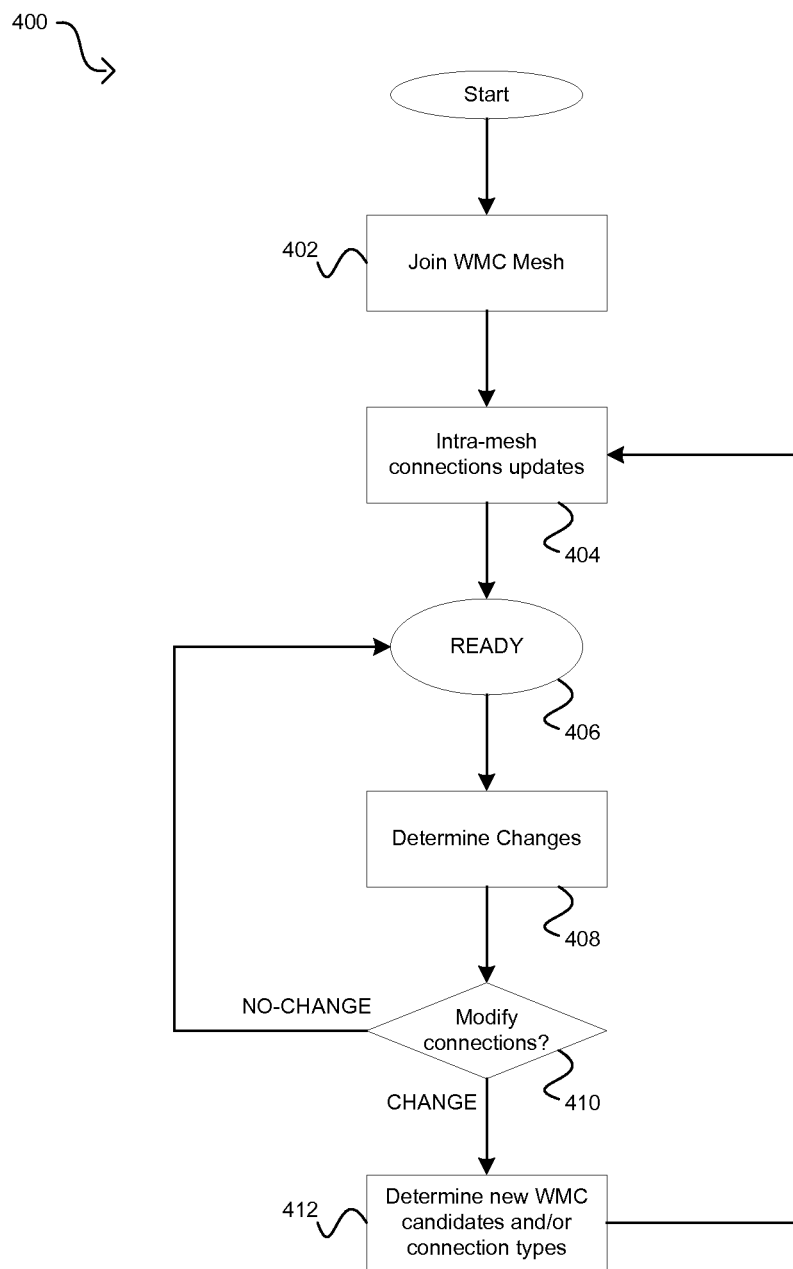 400
Start
402
Join WMC Mesh
Intra-mesh
connections updates
404
READY
406
Determine Changes
408
NO-CHANGE
Modify
connections?
410
CHANGE
412
Determine new WMC
candidates and/or
connection types